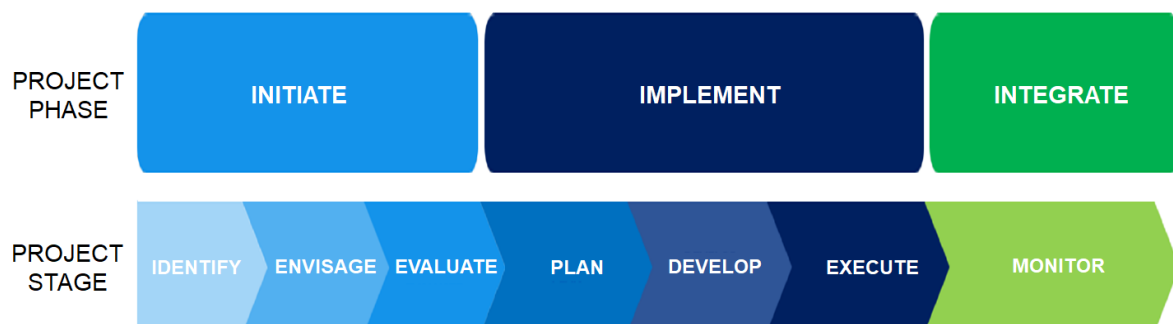 PROJECT
PHASE
INITIATE
IMPLEMENT
INTEGRATE
PROJECT
STAGE
IDENTIFY
ENVISAGE
EVALUATE
PLAN
DEVELOP
EXECUTE
MONITOR